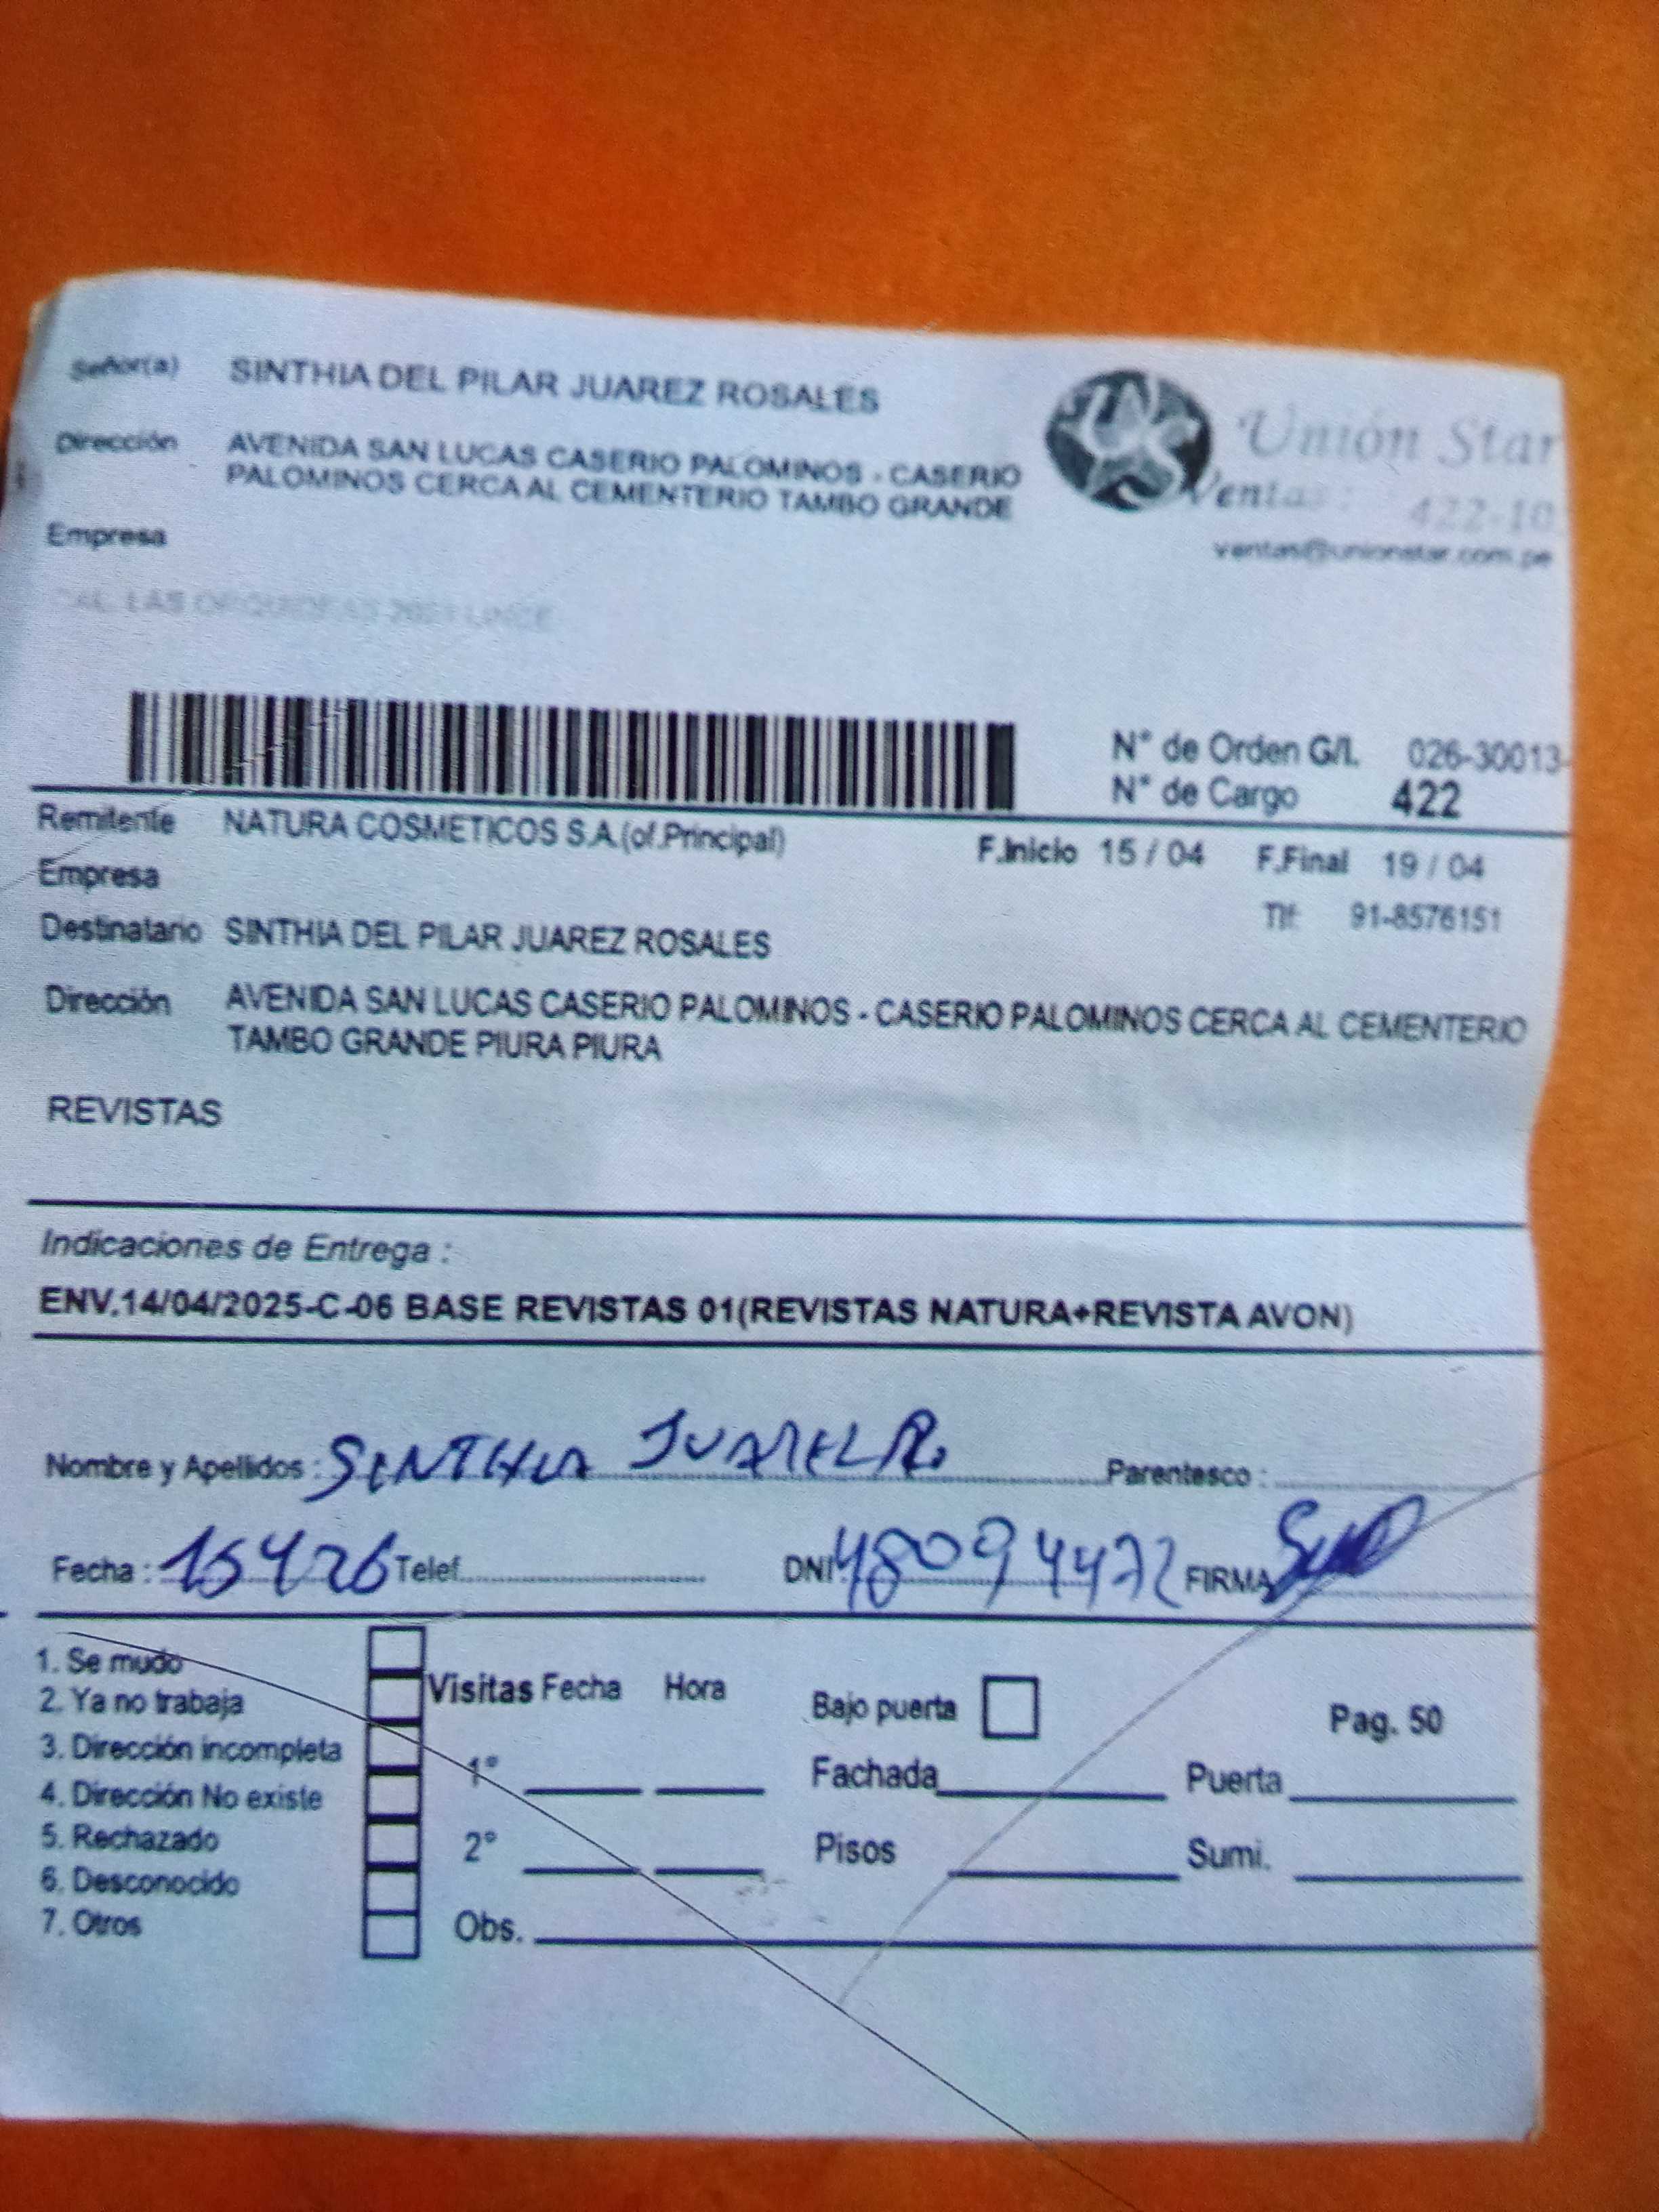 Señor(a) SINTHIA DEL PILAR JUAREZ ROSALES
Unión Star
Dirección AVENIDA SAN LUCAS CASERIO PALOMINOS - CASERIO
PALOMINOS CERCA AL CEMENTERIO TAMBO GRANDE
Ventas: 422-10
ventas@unionstar.com.pe
Empresa
CAL. LAS ORQUIDEAS LINCE
N° de Orden G/I. 026-30013-
N° de Cargo 422
Remitente NATURA COSMETICOS S.A.(of.Principal) F.Inicio 15 / 04 F.Final 19 / 04
Empresa
Tlf: 91-8576151
Destinatario SINTHIA DEL PILAR JUAREZ ROSALES
Dirección AVENIDA SAN LUCAS CASERIO PALOMINOS - CASERIO PALOMINOS CERCA AL CEMENTERIO
TAMBO GRANDE PIURA PIURA
REVISTAS
Indicaciones de Entrega :
ENV.14/04/2025-C-06 BASE REVISTAS 01(REVISTAS NATURA+REVISTA AVON)
Nombre y Apellidos : SINTHIA JUAREZ R. Parentesco :
Fecha : Telef. DNI 48094472 FIRMA
1. Se mudo
2. Ya no trabaja
3. Dirección incompleta
4. Dirección No existe
5. Rechazado
6. Desconocido
7. Otros
Visitas Fecha Hora
1°
2°
Obs.
Bajo puerta Pag. 50
Fachada Puerta
Pisos Sumi.